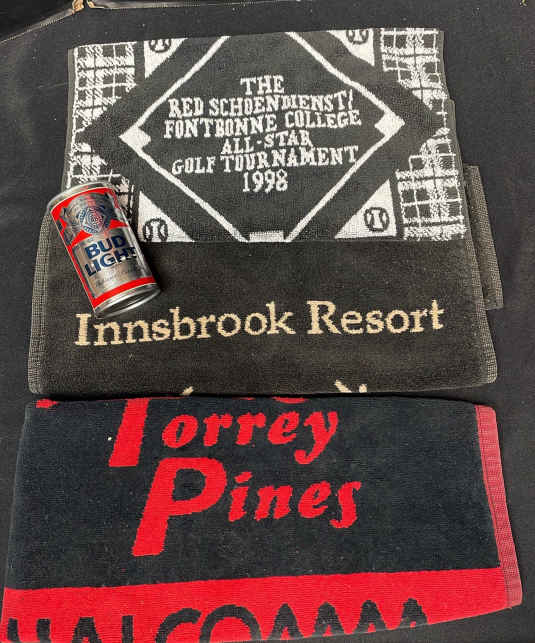 THE
RED SCHOENDIENST/
FONTBONNE COLLEGE
ALL-STAR
GOLF TOURNAMENT
1998
BUD
LIGHT
Innsbrook Resort
Torrey
Pines